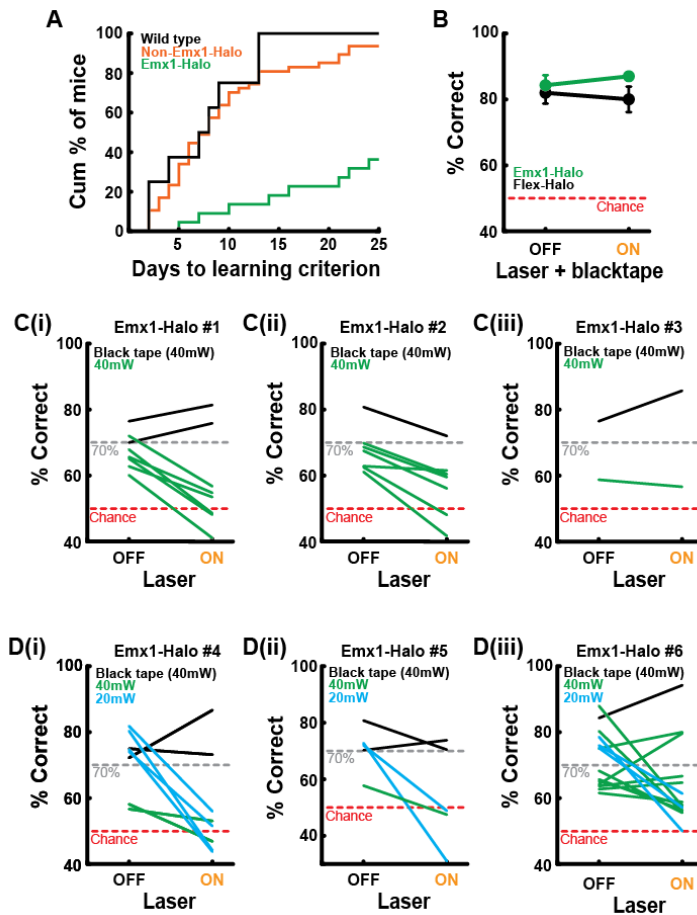 A
Wild type
Non-Emx1-Halo
Emx1-Halo
Cum % of mice
100
80
60
40
20
0
5
10
15
20
25
Days to learning criterion
B
% Correct
100
80
60
40
Emx1-Halo
Flex-Halo
Chance
OFF
ON
Laser + blacktape
C(i)
Emx1-Halo #1
Black tape (40mW)
40mW
% Correct
100
80
60
40
70%
Chance
OFF
ON
Laser
C(ii)
Emx1-Halo #2
Black tape (40mW)
40mW
% Correct
100
80
60
40
70%
Chance
OFF
ON
Laser
C(iii)
Emx1-Halo #3
Black tape (40mW)
40mW
% Correct
100
80
60
40
70%
Chance
OFF
ON
Laser
D(i)
Emx1-Halo #4
Black tape (40mW)
40mW
20mW
% Correct
100
80
60
40
70%
Chance
OFF
ON
Laser
D(ii)
Emx1-Halo #5
Black tape (40mW)
40mW
20mW
% Correct
100
80
60
40
70%
Chance
OFF
ON
Laser
D(iii)
Emx1-Halo #6
Black tape (40mW)
40mW
20mW
% Correct
100
80
60
40
70%
Chance
OFF
ON
Laser